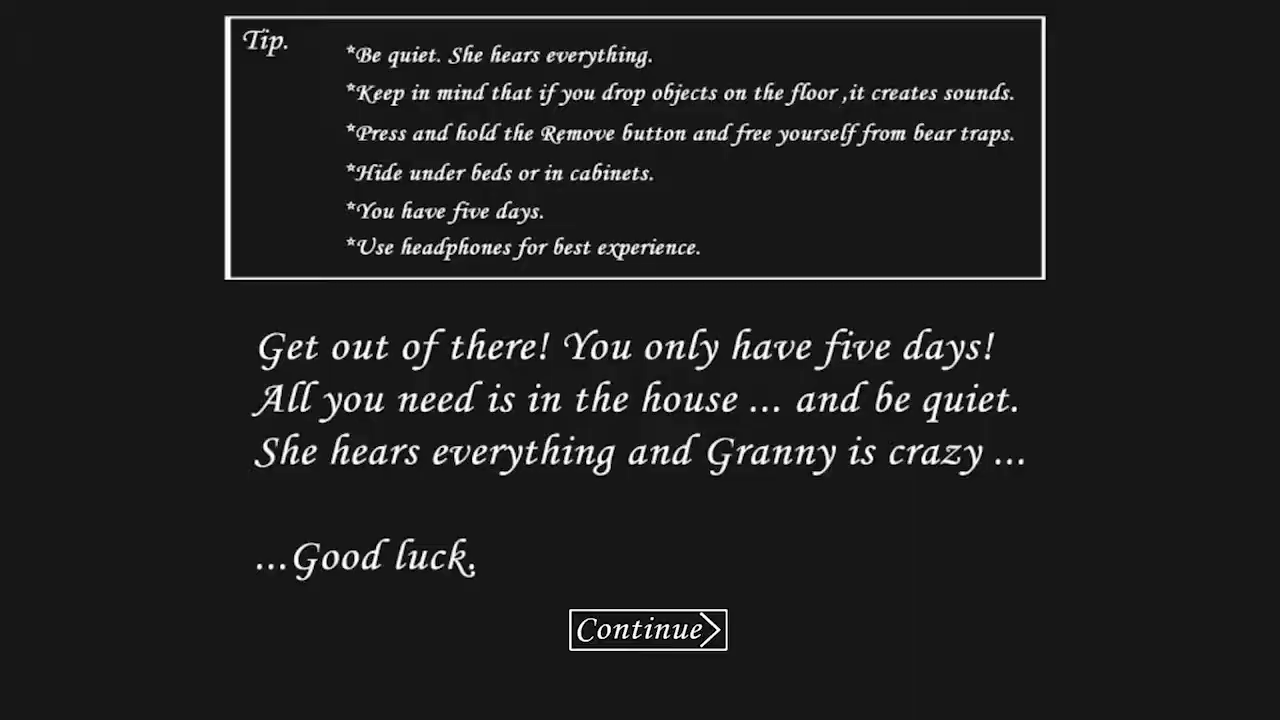 Tip.
*Be quiet. She hears everything.
*Keep in mind that if you drop objects on the floor ,it creates sounds.
*Press and hold the Remove button and free yourself from bear traps.
*Hide under beds or in cabinets.
*You have five days.
*Use headphones for best experience.
Get out of there! You only have five days!
All you need is in the house ... and be quiet.
She hears everything and Granny is crazy ...
...Good luck.
Continue>